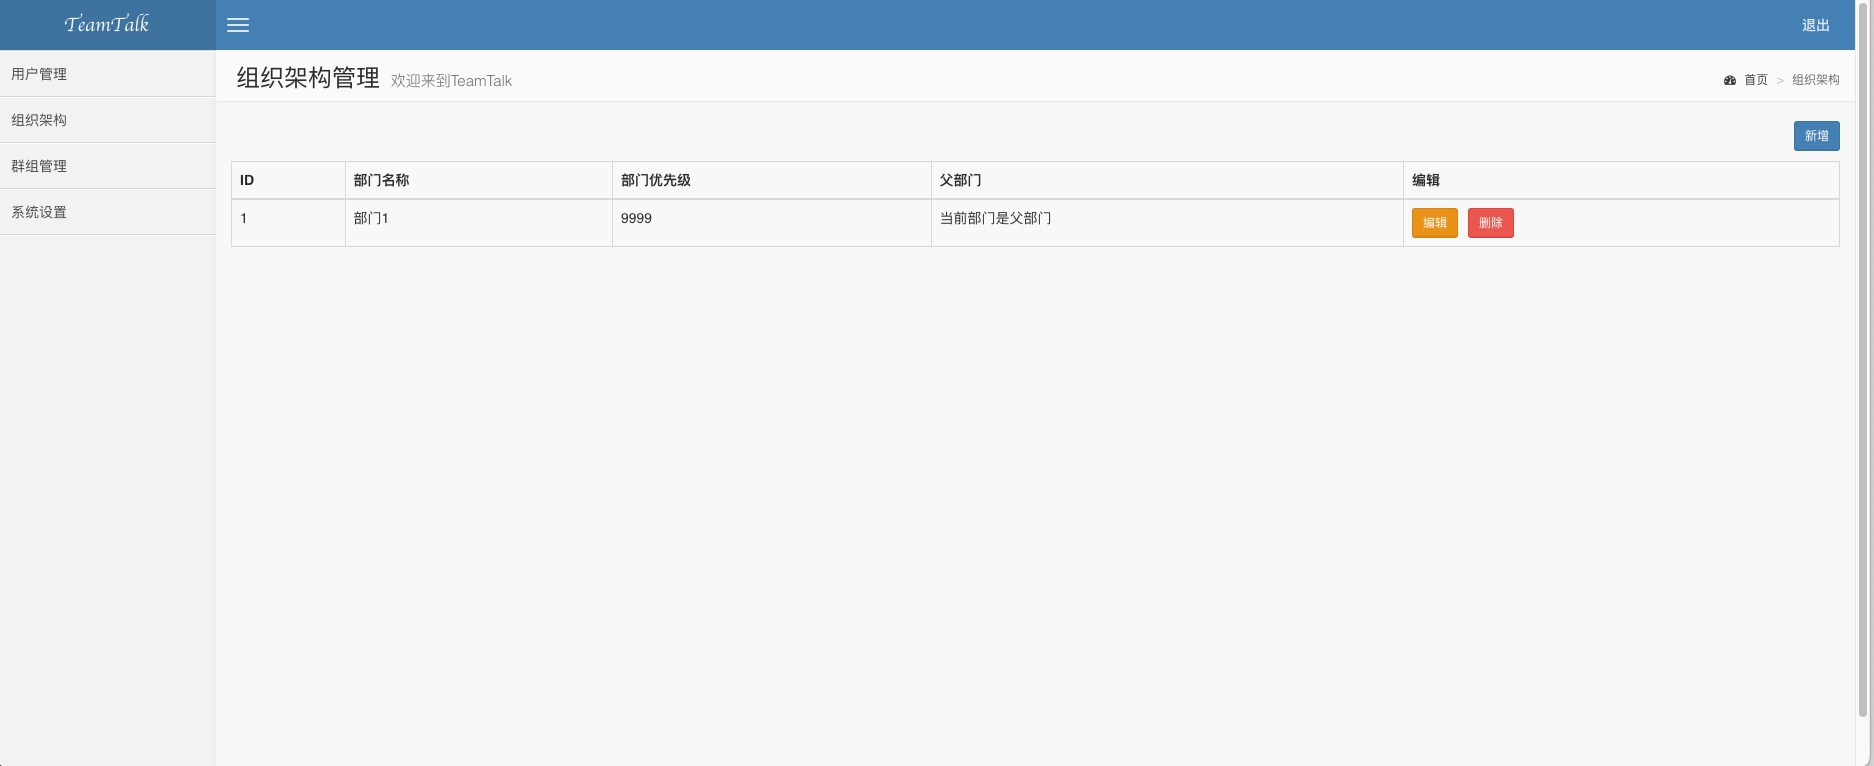 TeamTalk
退出
用户管理
组织架构
群组管理
系统设置
组织架构管理 欢迎来到TeamTalk
首页 > 组织架构
新增
ID 部门名称 部门优先级 父部门 编辑
1 部门1 9999 当前部门是父部门 编辑 删除